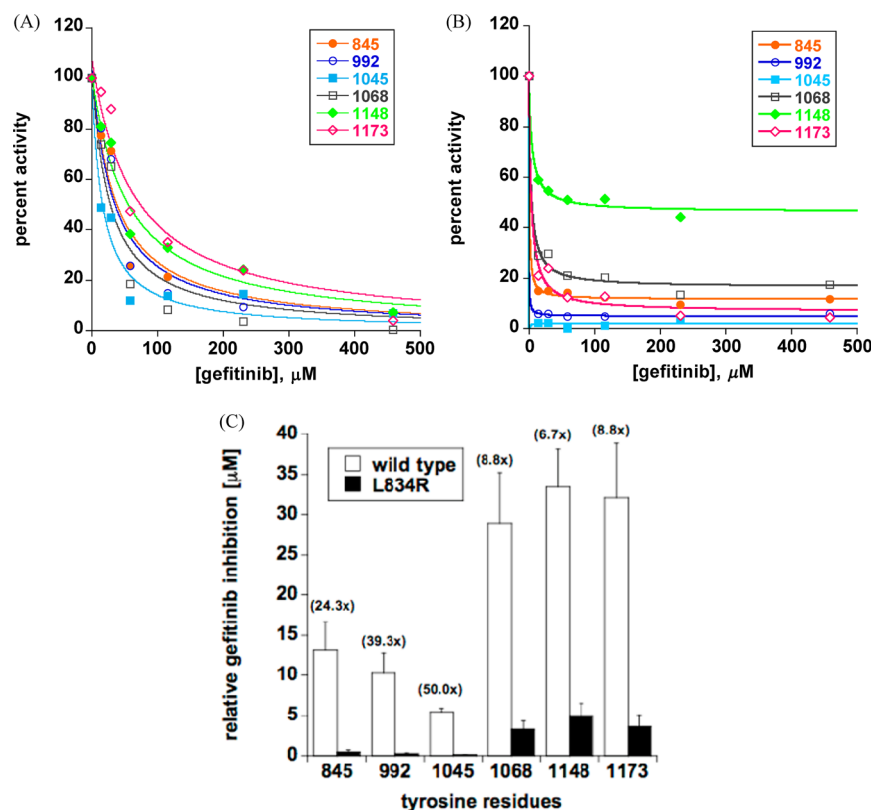 (A)
120
100
80
60
40
20
0
percent activity
0 100 200 300 400 500
[gefitinib], μM
845
992
1045
1068
1148
1173
(B)
120
100
80
60
40
20
0
percent activity
0 100 200 300 400 500
[gefitinib], μM
845
992
1045
1068
1148
1173
(C)
40
35
30
25
20
15
10
5
0
relative gefitinib inhibition [μM]
wild type
L834R
(24.3x)
(39.3x)
(50.0x)
(8.8x)
(6.7x)
(8.8x)
845 992 1045 1068 1148 1173
tyrosine residues